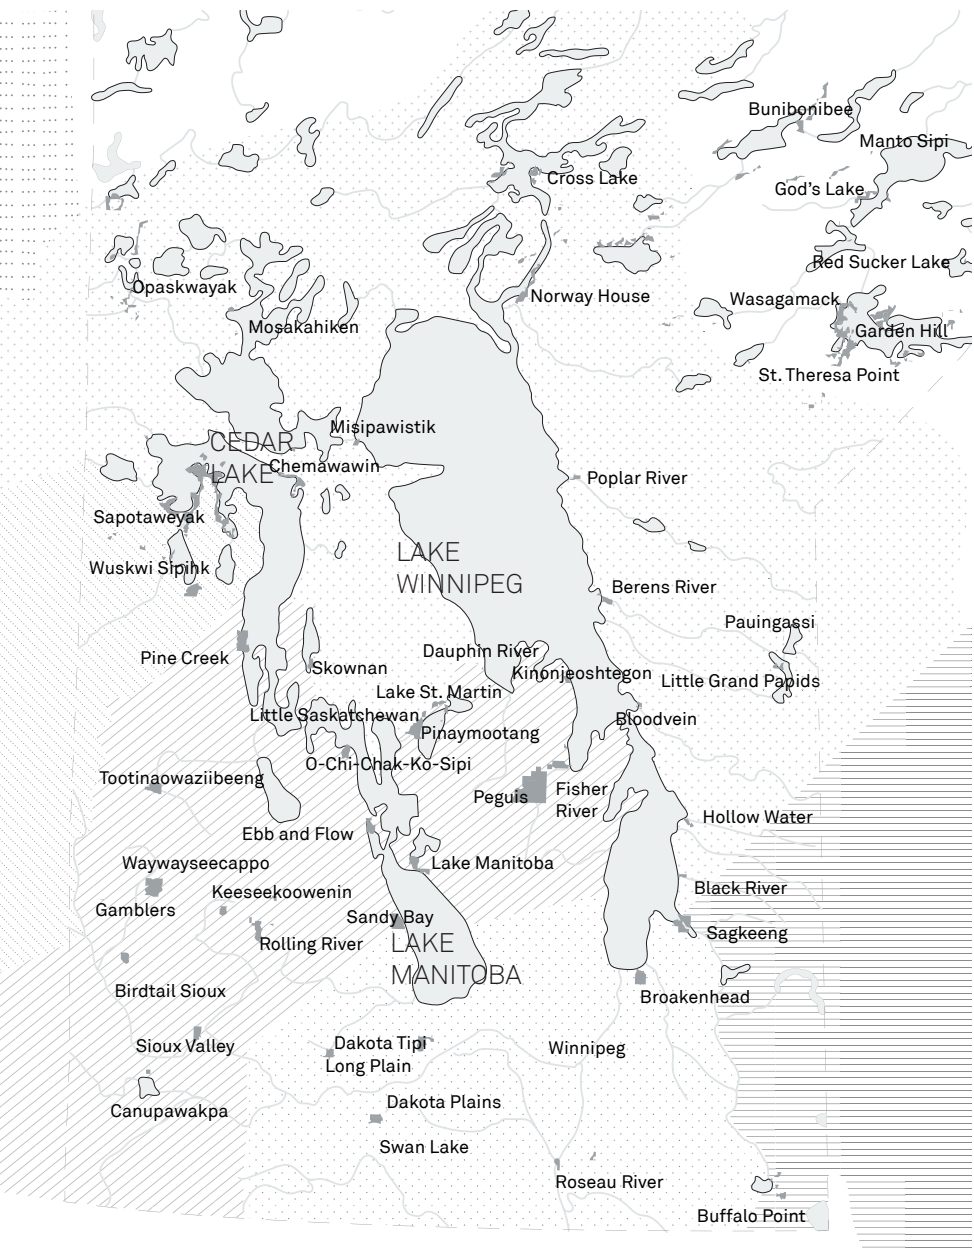 Bunibonibee
Manto Sipi
Cross Lake
God's Lake
Red Sucker Lake
Opaskwayak
Norway House
Wasagamack
Mosakahiken
Garden Hill
St. Theresa Point
Misipawistik
CEDAR
LAKE
Chemawawin
Poplar River
Sapotaweyak
LAKE
WINNIPEG
Wuskwi Sipihk
Berens River
Pauingassi
Dauphin River
Pine Creek
Skownan
Kinonjeoshtegon
Little Grand Papids
Lake St. Martin
Little Saskatchewan
Bloodvein
Pinaymootang
O-Chi-Chak-Ko-Sipi
Tootinaowaziibeeng
Peguis
Fisher
River
Hollow Water
Ebb and Flow
Waywayseecappo
Lake Manitoba
Keeseekoowenin
Black River
Gamblers
Sandy Bay
Sagkeeng
Rolling River
LAKE
MANITOBA
Birdtail Sioux
Broakenhead
Sioux Valley
Dakota Tipi
Winnipeg
Long Plain
Canupawakpa
Dakota Plains
Swan Lake
Roseau River
Buffalo Point